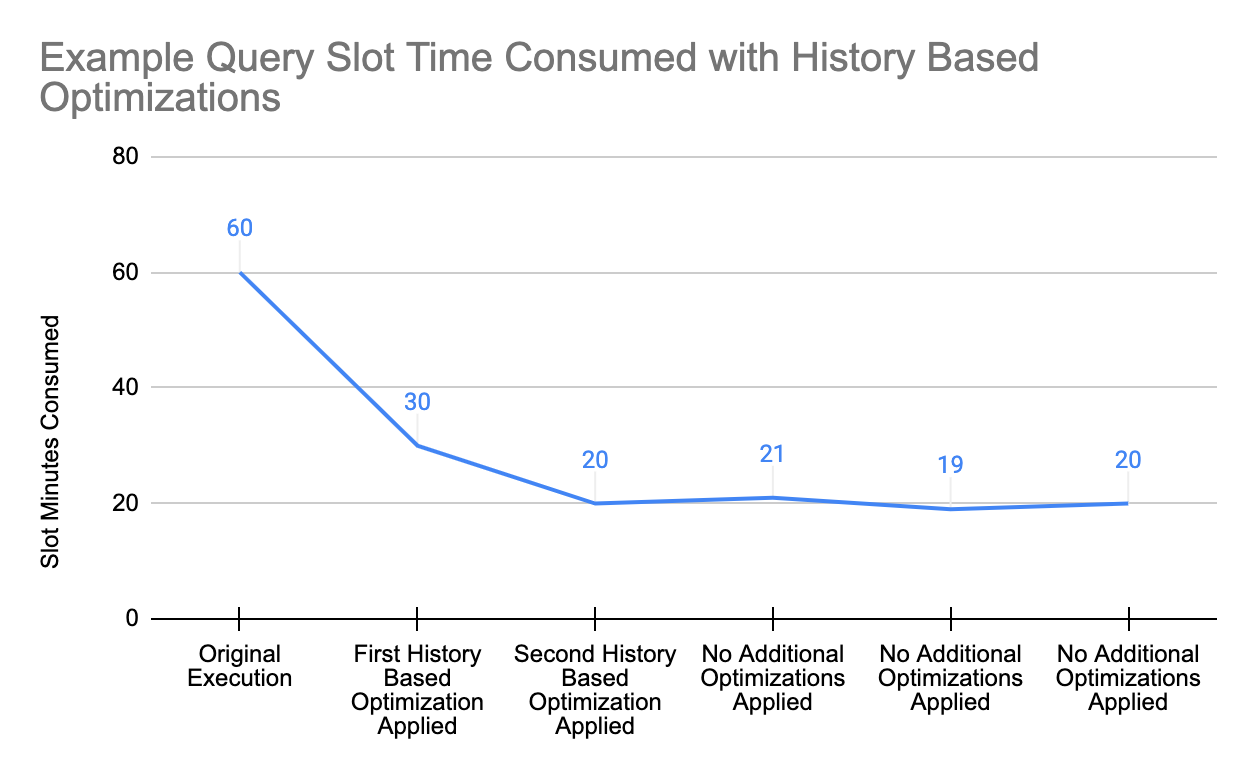 Example Query Slot Time Consumed with History Based
Optimizations
80
60
40
20
0
Slot Minutes Consumed
60
30
20
21
19
20
Original
Execution
First History
Based
Optimization
Applied
Second History
Based
Optimization
Applied
No Additional
Optimizations
Applied
No Additional
Optimizations
Applied
No Additional
Optimizations
Applied